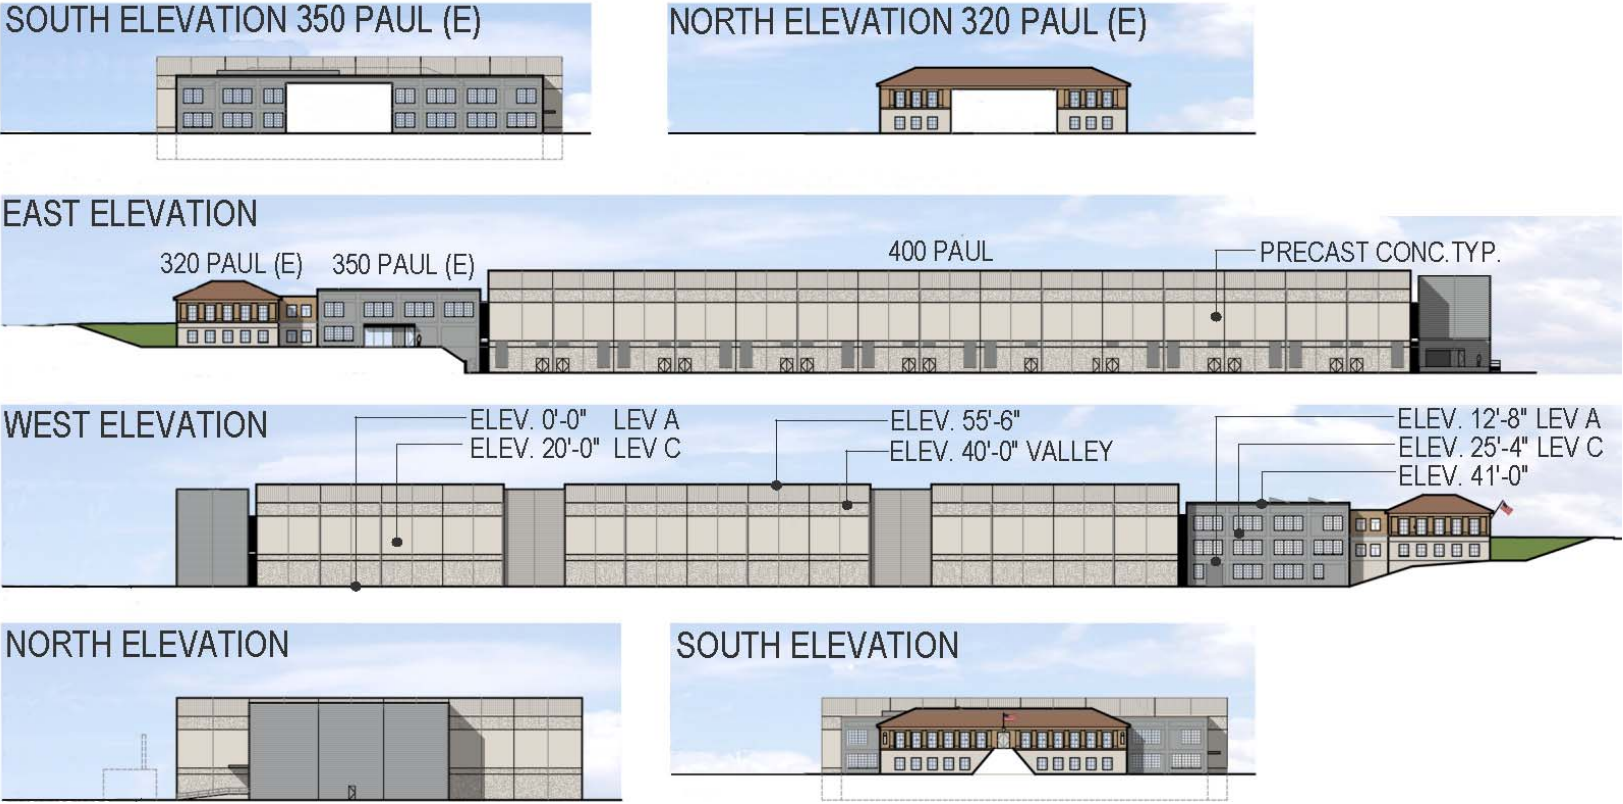 SOUTH ELEVATION 350 PAUL (E)
NORTH ELEVATION 320 PAUL (E)
EAST ELEVATION
320 PAUL (E)
350 PAUL (E)
400 PAUL
PRECAST CONC.TYP.
WEST ELEVATION
ELEV. 0'-0" LEV A
ELEV. 20'-0" LEV C
ELEV. 55'-6"
ELEV. 40'-0" VALLEY
ELEV. 12'-8" LEV A
ELEV. 25'-4" LEV C
ELEV. 41'-0"
NORTH ELEVATION
SOUTH ELEVATION